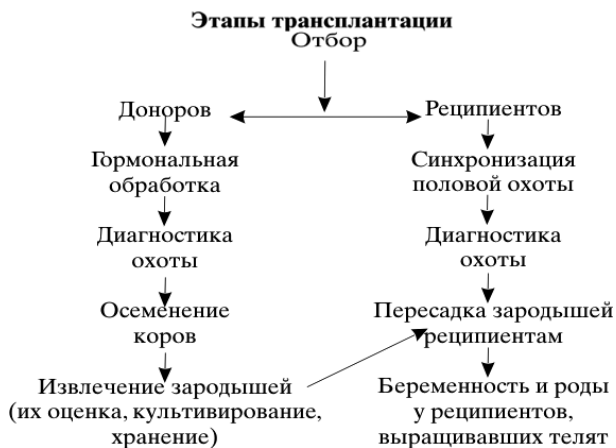 Этапы трансплантации
Отбор
Доноров
Реципиентов
Гормональная
обработка
Синхронизация
половой охоты
Диагностика
охоты
Диагностика
охоты
Осеменение
коров
Пересадка зародышей
реципиентам
Извлечение зародышей
(их оценка, культивирование,
хранение)
Беременность и роды
у реципиентов,
выращивавших телят